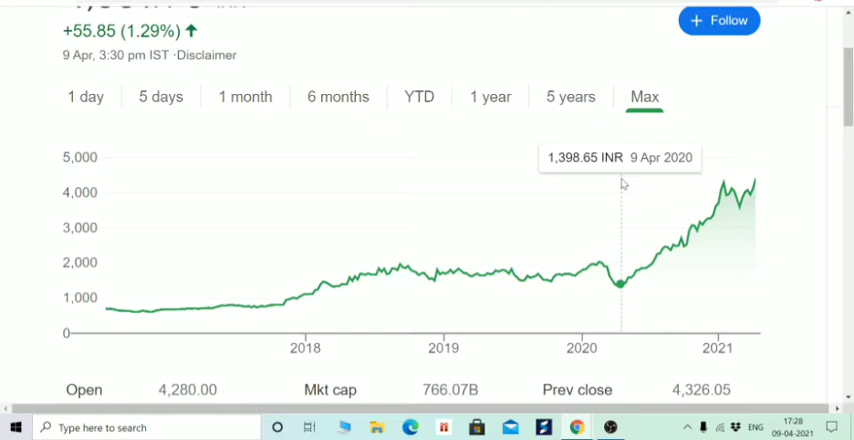 +55.85 (1.29%) ↑
Follow
9 Apr, 3:30 pm IST ·Disclaimer
1 day 5 days 1 month 6 months YTD 1 year 5 years Max
1,398.65 INR 9 Apr 2020
5,000
4,000
3,000
2,000
1,000
0
2018 2019 2020 2021
Open 4,280.00 Mkt cap 766.07B Prev close 4,326.05
Type here to search
ENG
17:28
09-04-2021